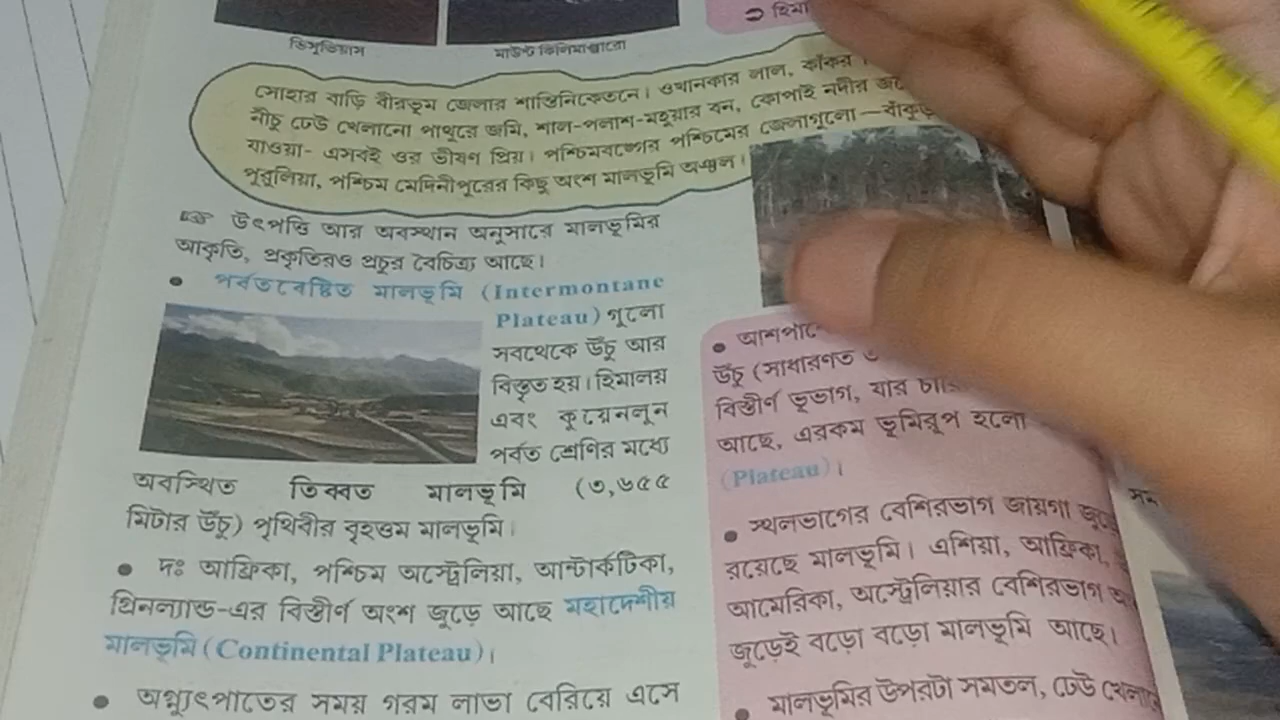 ভিসুভিয়াস
মাউন্ট কিলিমাঞ্জারো
সোহার বাড়ি বীরভূম জেলার শান্তিনিকেতনে। ওখানকার লাল, কাঁকর
নীচু ঢেউ খেলানো পাথুরে জমি, শাল-পলাশ-মহুয়ার বন, কোপাই নদীর
যাওয়া- এসবই ওর ভীষণ প্রিয়। পশ্চিমবঙ্গের পশ্চিমের জেলাগুলো—
পুরুলিয়া, পশ্চিম মেদিনীপুরের কিছু অংশ মালভূমি অঞ্চল।
☞ উৎপত্তি আর অবস্থান অনুসারে মালভূমির
আকৃতি, প্রকৃতিরও প্রচুর বৈচিত্র্য আছে।
• পর্বতবেষ্টিত মালভূমি (Intermontane
Plateau) গুলো
সবথেকে উঁচু আর
বিস্তৃত হয়। হিমালয়
এবং কুয়েনলুন
পর্বত শ্রেণির মধ্যে
অবস্থিত তিব্বত মালভূমি (৩,৬৫৫
মিটার উঁচু) পৃথিবীর বৃহত্তম মালভূমি।
• দঃ আফ্রিকা, পশ্চিম অস্ট্রেলিয়া, আন্টার্কটিকা,
গ্রিনল্যান্ড-এর বিস্তীর্ণ অংশ জুড়ে আছে মহাদেশীয়
মালভূমি (Continental Plateau)।
• অগ্ন্যুৎপাতের সময় গরম লাভা বেরিয়ে এসে
•
উঁচু (সাধারণত
বিস্তীর্ণ ভূভাগ, যার
আছে, এরকম ভূমিরূপ হলো
(Plateau)।
• স্থলভাগের বেশিরভাগ জায়গা
রয়েছে মালভূমি। এশিয়া, আফ্রিকা,
আমেরিকা, অস্ট্রেলিয়ার বেশিরভাগ
জুড়েই বড়ো বড়ো মালভূমি আছে।
• মালভূমির উপরটা সমতল, ঢেউ